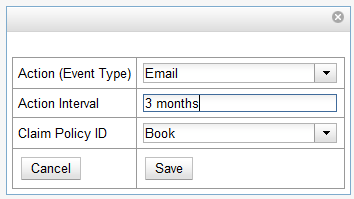 Action (Event Type) Email
Action Interval 3 months
Claim Policy ID Book
Cancel Save